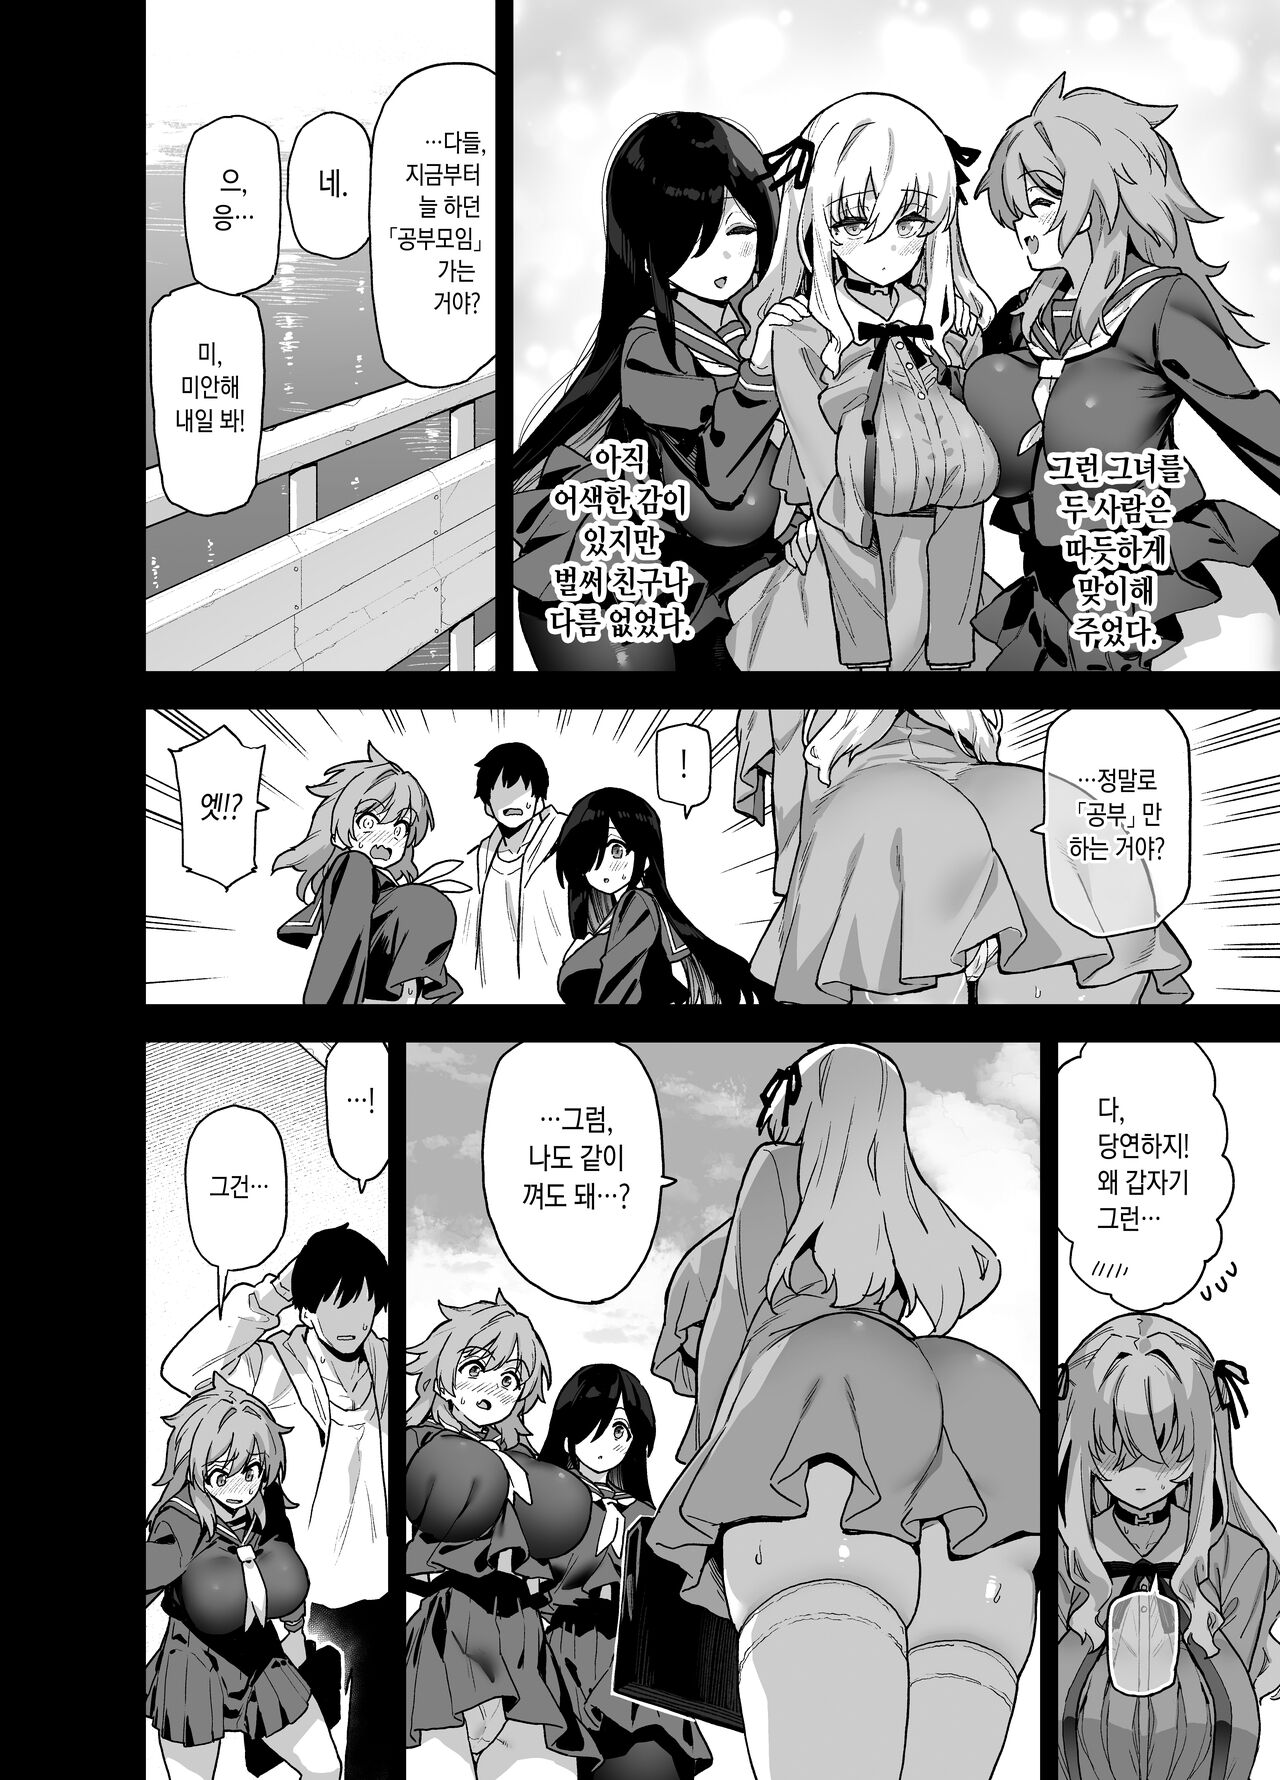 그런 그녀를
두 사람은
따듯하게
맞이해
주었다.
아직
어색한 감이
있지만
벌써 친구나
다름 없었다.
…다들,
지금부터
늘 하던
「공부모임」
가는
거야?
네.
으,
응…
미,
미안해
내일 봐!
…정말로
「공부」만
하는 거야?
!
엣!?
다,
당연하지!
왜 갑자기
그런…
…그럼,
나도 같이
껴도 돼…?
…!
그건…